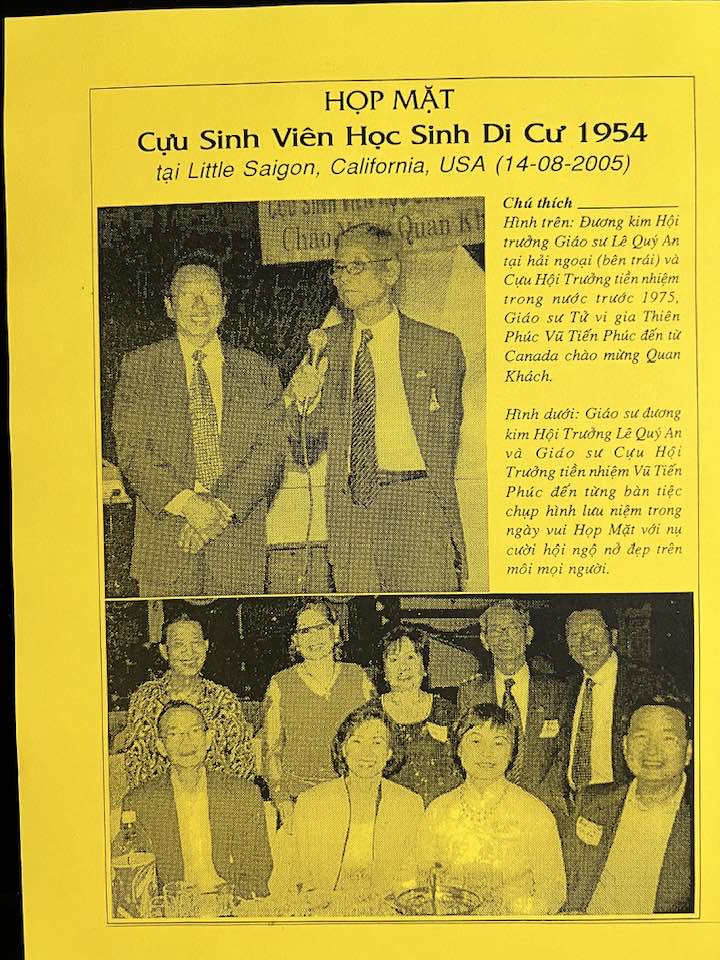 HỌP MẶT
Cựu Sinh Viên Học Sinh Di Cư 1954
tại Little Saigon, California, USA (14-08-2005)
Chú thích
Hình trên: Đương kim Hội
trưởng Giáo sư Lê Quý An
tại hải ngoại (bên trái) và
Cựu Hội Trưởng tiền nhiệm
trong nước trước 1975,
Giáo sư Tử vi gia Thiên
Phúc Vũ Tiến Phúc đến từ
Canada chào mừng Quan
Khách.
Hình dưới: Giáo sư đương
kim Hội Trưởng Lê Quý An
và Giáo sư Cựu Hội
Trưởng tiền nhiệm Vũ Tiến
Phúc đến từng bàn tiệc
chụp hình lưu niệm trong
ngày vui Họp Mặt với nụ
cười hội ngộ nở đẹp trên
môi mọi người.
Chào Quan